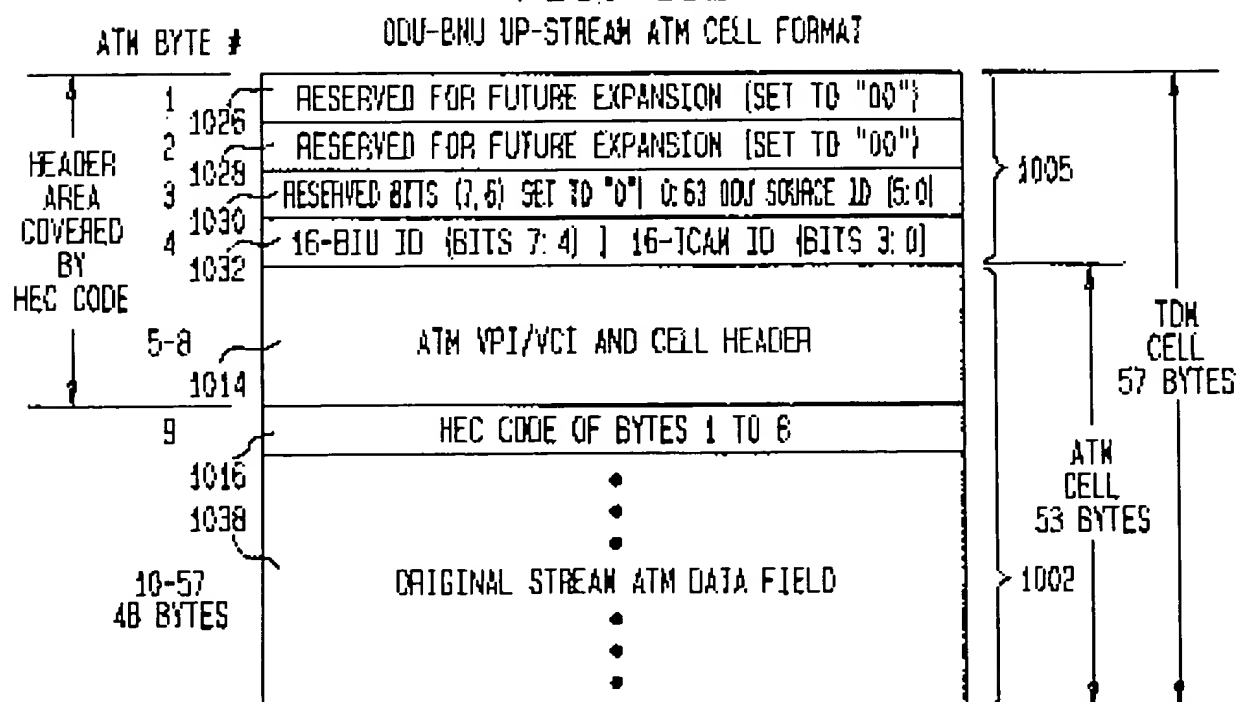 ODU-BNU UP-STREAM ATM CELL FORMAT
ATM BYTE #
1 RESERVED FOR FUTURE EXPANSION (SET TO "00")
1026
2 RESERVED FOR FUTURE EXPANSION (SET TO "00")
1028
3 RESERVED BITS (7,6) SET TO "0"| 0:63 ODU SOURCE ID (5:0)
1030
4 16-BIU ID (BITS 7:4) | 16-TCAM ID (BITS 3:0)
1032
HEADER
AREA
COVERED
BY
HEC CODE
1005
5-8 ATM VPI/VCI AND CELL HEADER
1014
TDM
CELL
57 BYTES
9 HEC CODE OF BYTES 1 TO 8
1016
ATM
CELL
53 BYTES
1038
10-57
48 BYTES
ORIGINAL STREAM ATM DATA FIELD
1002